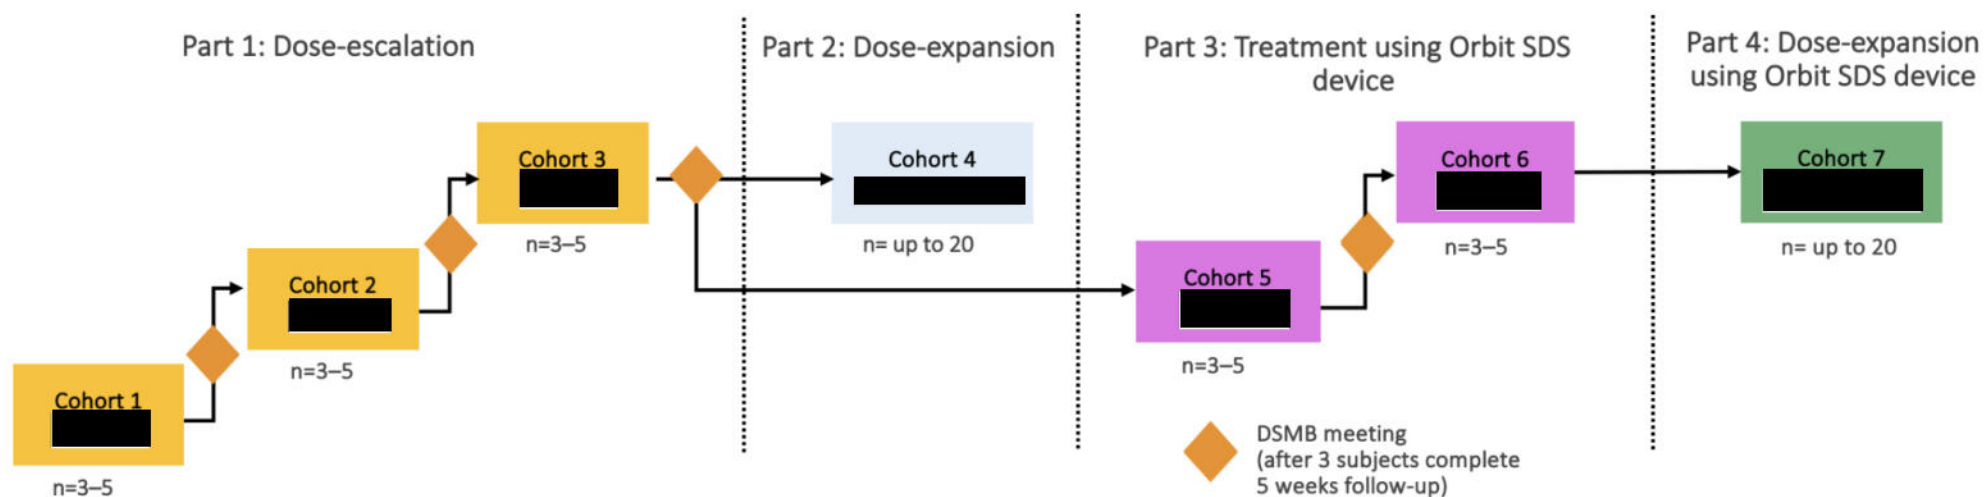 Part 1: Dose-escalation
Part 2: Dose-expansion
Part 3: Treatment using Orbit SDS
device
Part 4: Dose-expansion
using Orbit SDS device
Cohort 1
n=3–5
Cohort 2
n=3–5
Cohort 3
n=3–5
Cohort 4
n= up to 20
Cohort 5
n=3–5
Cohort 6
n=3–5
Cohort 7
n= up to 20
DSMB meeting
(after 3 subjects complete
5 weeks follow-up)